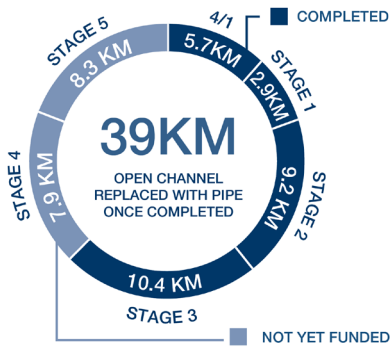 4/1
COMPLETED
STAGE 5
5.7KM
8.3 KM
2.9KM
STAGE 1
39KM
OPEN CHANNEL
REPLACED WITH PIPE
ONCE COMPLETED
STAGE 4
7.9 KM
9.2 KM
STAGE 2
10.4 KM
STAGE 3
NOT YET FUNDED